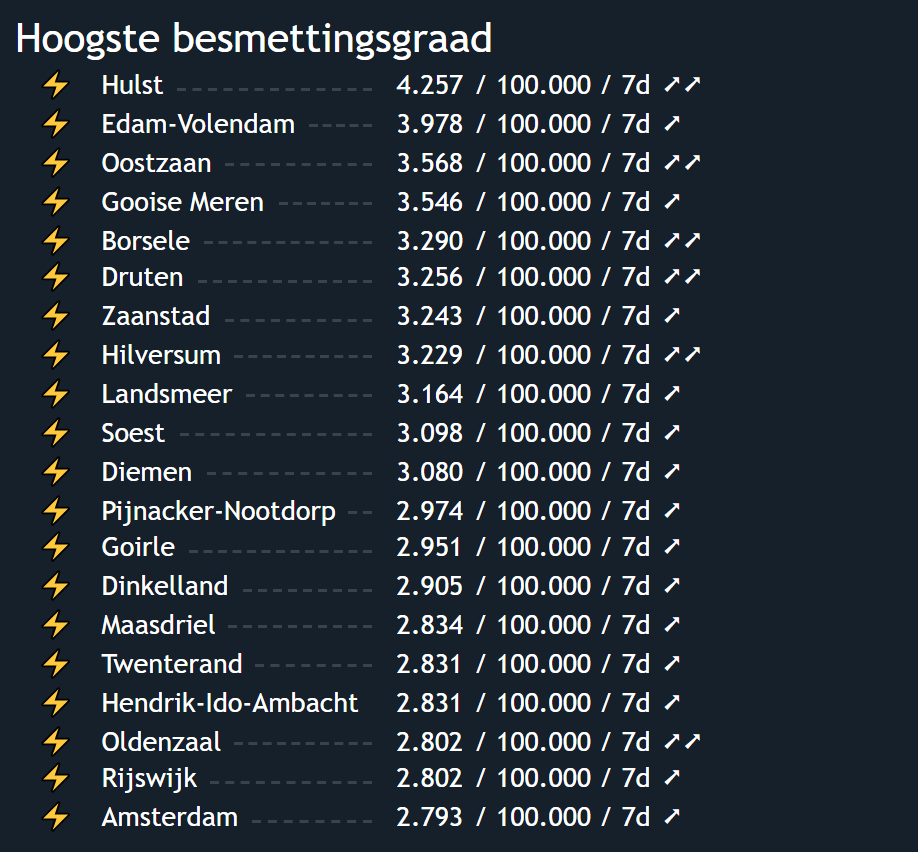 Hoogste besmettingsgraad
⚡ Hulst 4.257 / 100.000 / 7d ➚➚
⚡ Edam-Volendam 3.978 / 100.000 / 7d ➚
⚡ Oostzaan 3.568 / 100.000 / 7d ➚➚
⚡ Gooise Meren 3.546 / 100.000 / 7d ➚
⚡ Borsele 3.290 / 100.000 / 7d ➚➚
⚡ Druten 3.256 / 100.000 / 7d ➚➚
⚡ Zaanstad 3.243 / 100.000 / 7d ➚
⚡ Hilversum 3.229 / 100.000 / 7d ➚➚
⚡ Landsmeer 3.164 / 100.000 / 7d ➚
⚡ Soest 3.098 / 100.000 / 7d ➚
⚡ Diemen 3.080 / 100.000 / 7d ➚
⚡ Pijnacker-Nootdorp 2.974 / 100.000 / 7d ➚
⚡ Goirle 2.951 / 100.000 / 7d ➚
⚡ Dinkelland 2.905 / 100.000 / 7d ➚
⚡ Maasdriel 2.834 / 100.000 / 7d ➚
⚡ Twenterand 2.831 / 100.000 / 7d ➚
⚡ Hendrik-Ido-Ambacht 2.831 / 100.000 / 7d ➚
⚡ Oldenzaal 2.802 / 100.000 / 7d ➚➚
⚡ Rijswijk 2.802 / 100.000 / 7d ➚
⚡ Amsterdam 2.793 / 100.000 / 7d ➚